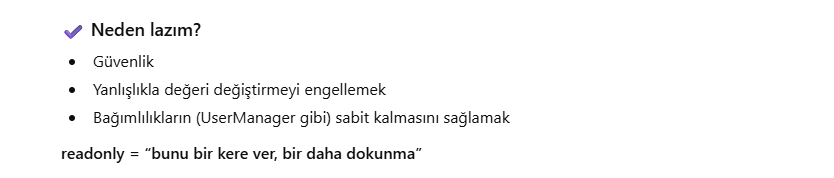 ✔ Neden lazım?
• Güvenlik
• Yanlışlıkla değeri değiştirmeyi engellemek
• Bağımlılıkların (UserManager gibi) sabit kalmasını sağlamak
readonly = “bunu bir kere ver, bir daha dokunma”